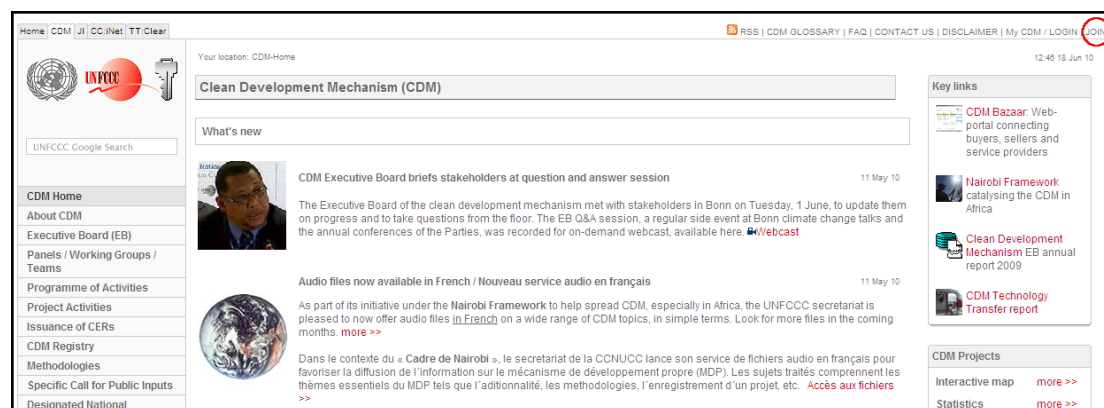 Home CDM JI CC:iNet TT:Clear
RSS | CDM GLOSSARY | FAQ | CONTACT US | DISCLAIMER | My CDM / LOGIN | JOIN
Your location: CDM-Home
12:46 18 Jun 10
UNFCCC
UNFCCC Google Search
CDM Home
About CDM
Executive Board (EB)
Panels / Working Groups /
Teams
Programme of Activities
Project Activities
Issuance of CERs
CDM Registry
Methodologies
Specific Call for Public Inputs
Designated National
Clean Development Mechanism (CDM)
What's new
CDM Executive Board briefs stakeholders at question and answer session
11 May 10
The Executive Board of the clean development mechanism met with stakeholders in Bonn on Tuesday, 1 June, to update them
on progress and to take questions from the floor. The EB Q&A session, a regular side event at Bonn climate change talks and
the annual conferences of the Parties, was recorded for on-demand webcast, available here. Webcast
Audio files now available in French / Nouveau service audio en français
11 May 10
As part of its initiative under the Nairobi Framework to help spread CDM, especially in Africa, the UNFCCC secretariat is
pleased to now offer audio files in French on a wide range of CDM topics, in simple terms. Look for more files in the coming
months. more >>
Dans le contexte du « Cadre de Nairobi », le secretariat de la CCNUCC lance son service de fichiers audio en français pour
favoriser la diffusion de l´information sur le mécanisme de développement propre (MDP). Les sujets traités comprennent les
thèmes essentiels du MDP tels que l´aditionnalité, les methodologies, l´enregistrement d´un projet, etc. Accès aux fichiers
>>
Key links
CDM Bazaar: Web-
portal connecting
buyers, sellers and
service providers
Nairobi Framework
catalysing the CDM in
Africa
Clean Development
Mechanism EB annual
report 2009
CDM Technology
Transfer report
CDM Projects
Interactive map more >>
Statistics more >>